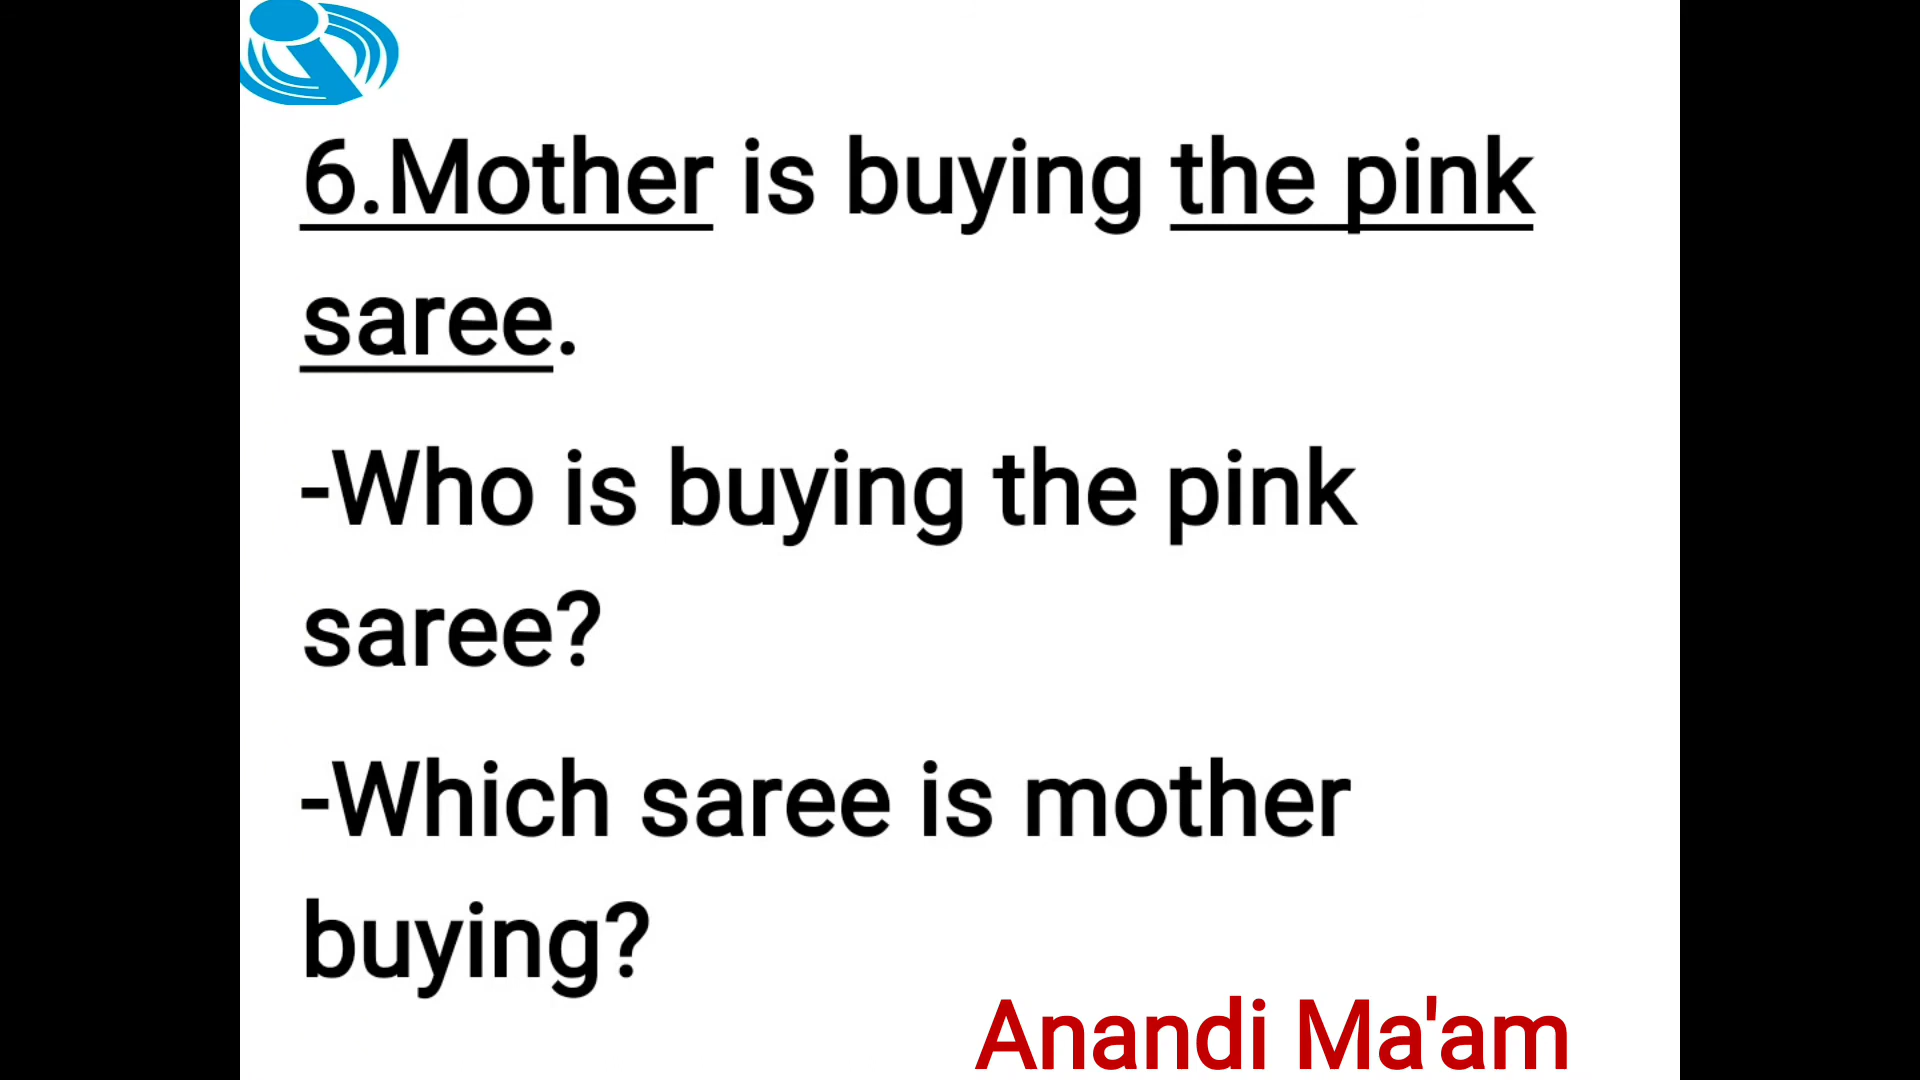 6.Mother is buying the pink
saree.
-Who is buying the pink
saree?
-Which saree is mother
buying?
Anandi Ma'am